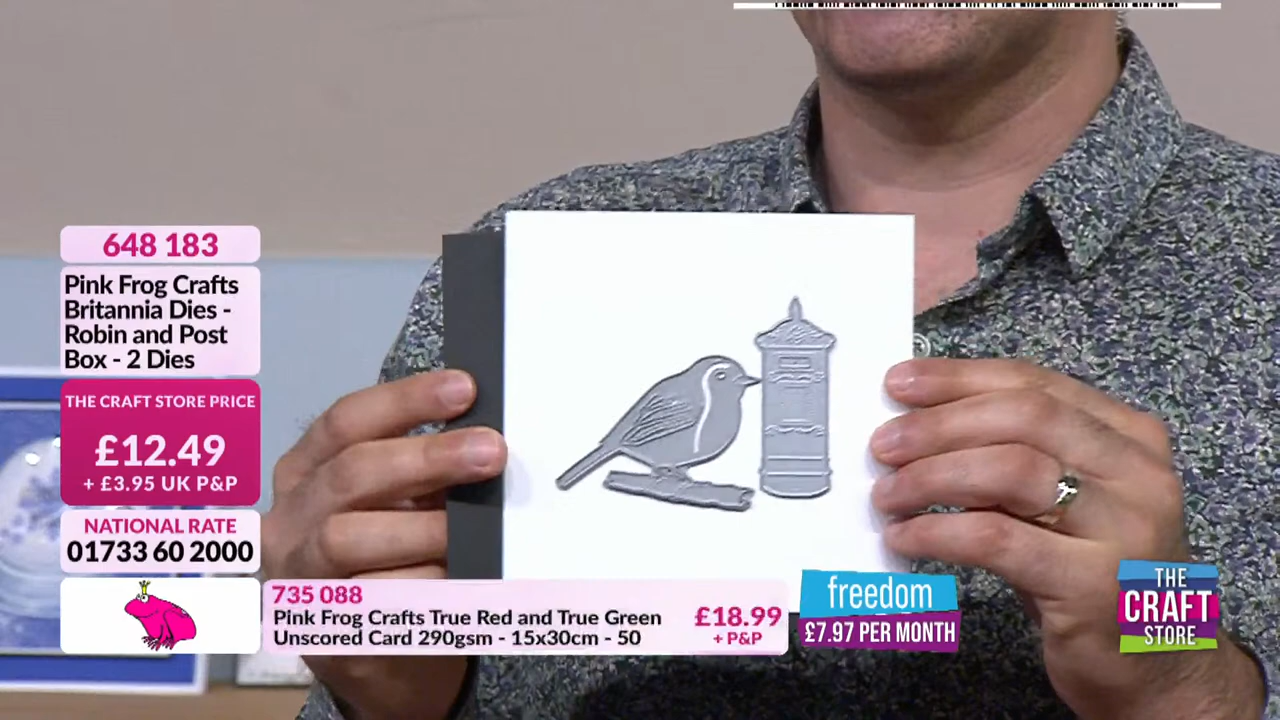 648 183
Pink Frog Crafts
Britannia Dies -
Robin and Post
Box - 2 Dies
THE CRAFT STORE PRICE
£12.49
+ £3.95 UK P&P
NATIONAL RATE
01733 60 2000
735 088
Pink Frog Crafts True Red and True Green
Unscored Card 290gsm - 15x30cm - 50
£18.99
+ P&P
freedom
£7.97 PER MONTH
THE
CRAFT
STORE